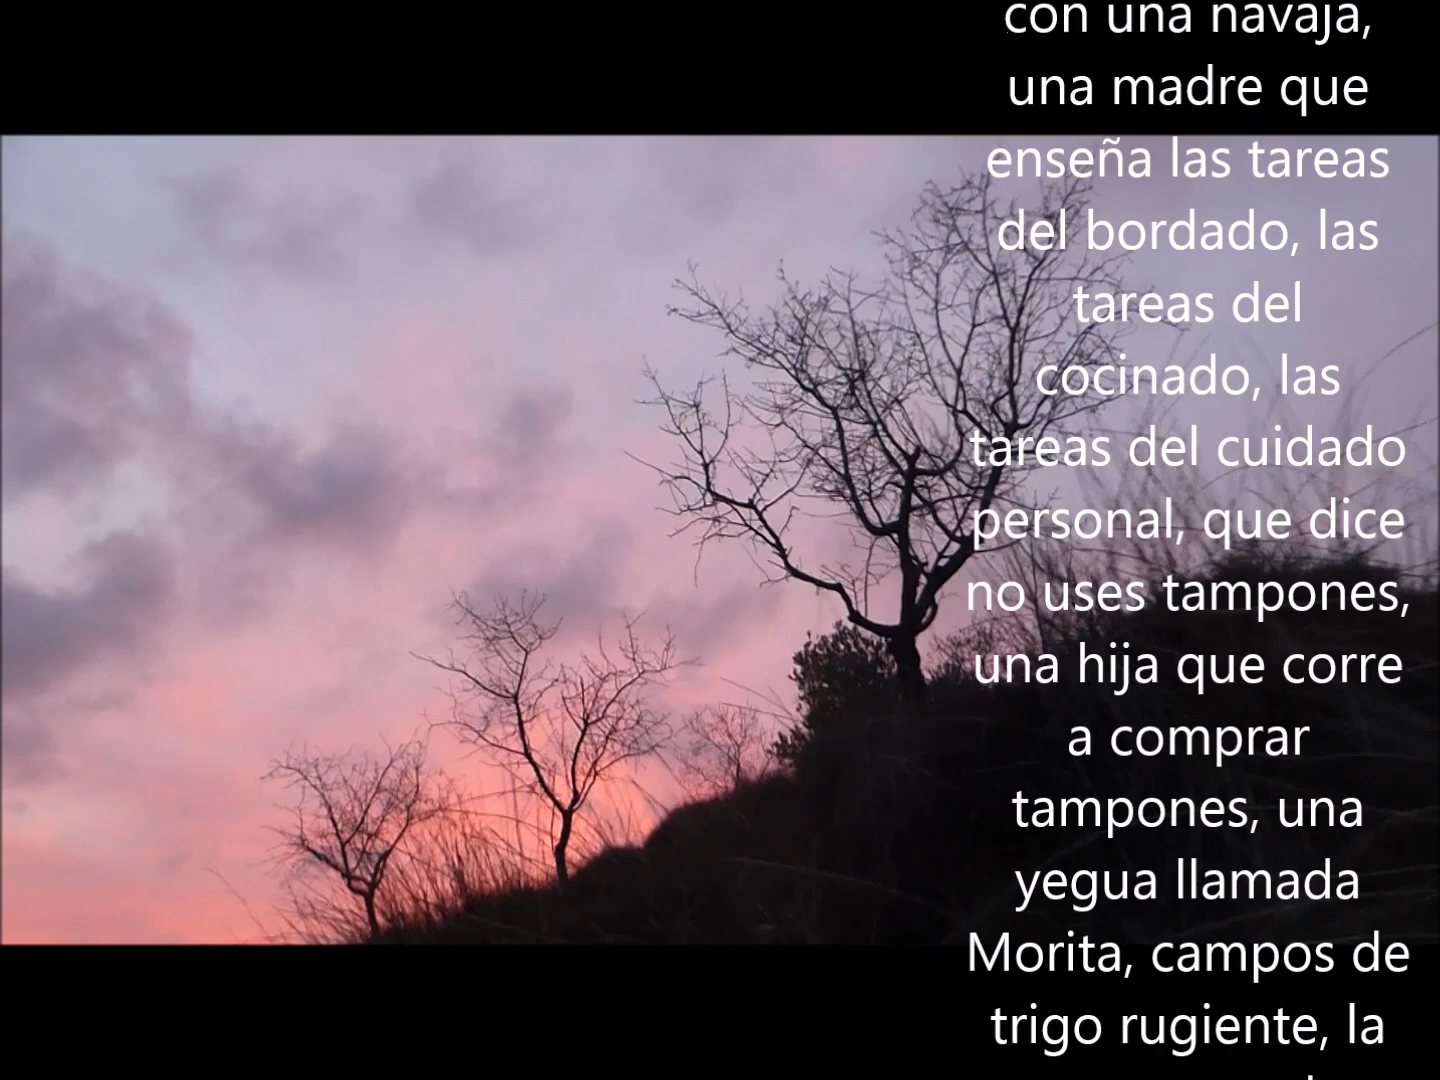 con una navaja,
una madre que
enseña las tareas
del bordado, las
tareas del
cocinado, las
tareas del cuidado
personal, que dice
no uses tampones,
una hija que corre
a comprar
tampones, una
yegua llamada
Morita, campos de
trigo rugiente, la